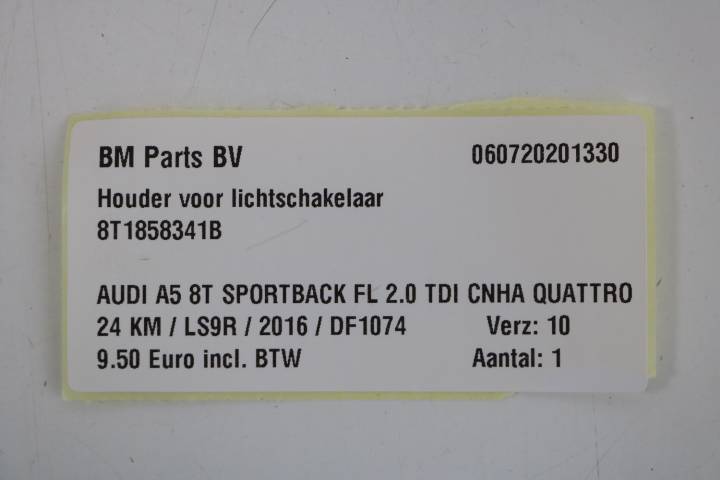 BM Parts BV 060720201330
Houder voor lichtschakelaar
8T1858341B
AUDI A5 8T SPORTBACK FL 2.0 TDI CNHA QUATTRO
24 KM / LS9R / 2016 / DF1074 Verz: 10
9.50 Euro incl. BTW Aantal: 1